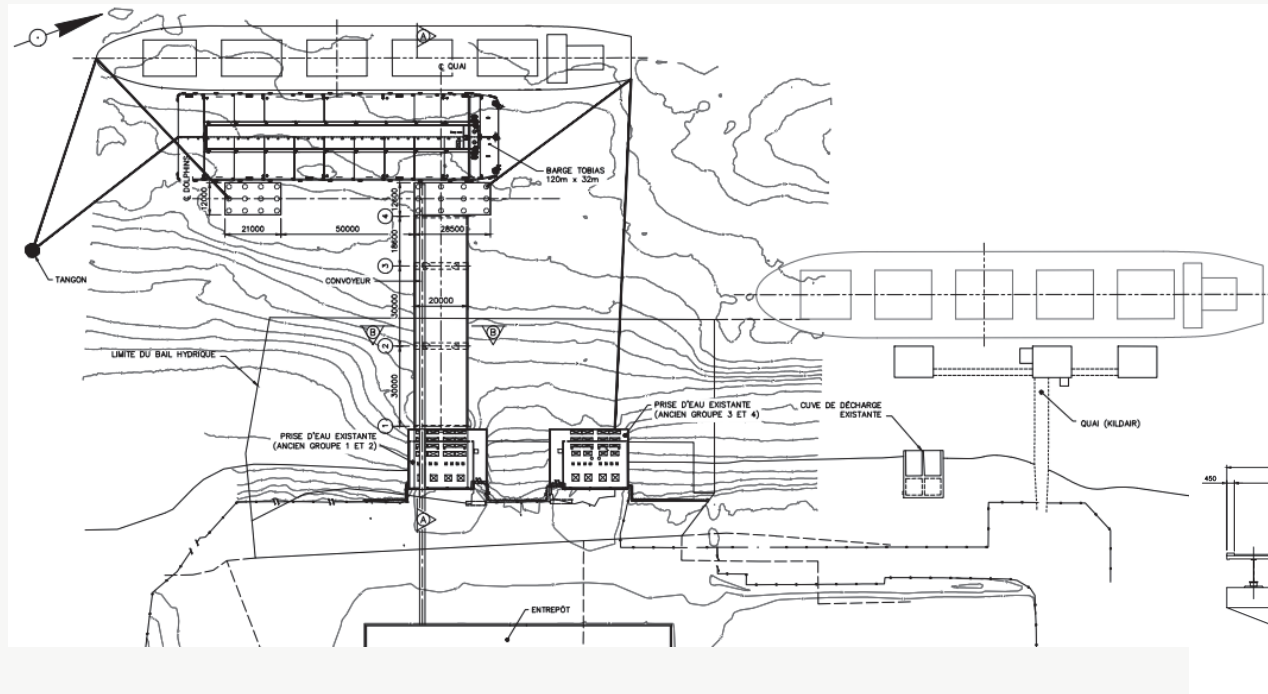 A
℄ QUAI
BARGE TOBIAS
120m x 32m
℄ DOLPHINS
12000
12600
21000
50000
28500
4
18600
3
CONVOYEUR
20000
30000
TANGON
B
B
2
LIMITE DU BAIL HYDRIQUE
30000
1
PRISE D'EAU EXISTANTE
(ANCIEN GROUPE 3 ET 4)
CUVE DE DÉCHARGE
EXISTANTE
QUAI (KILDAIR)
PRISE D'EAU EXISTANTE
(ANCIEN GROUPE 1 ET 2)
450
A
ENTREPÔT